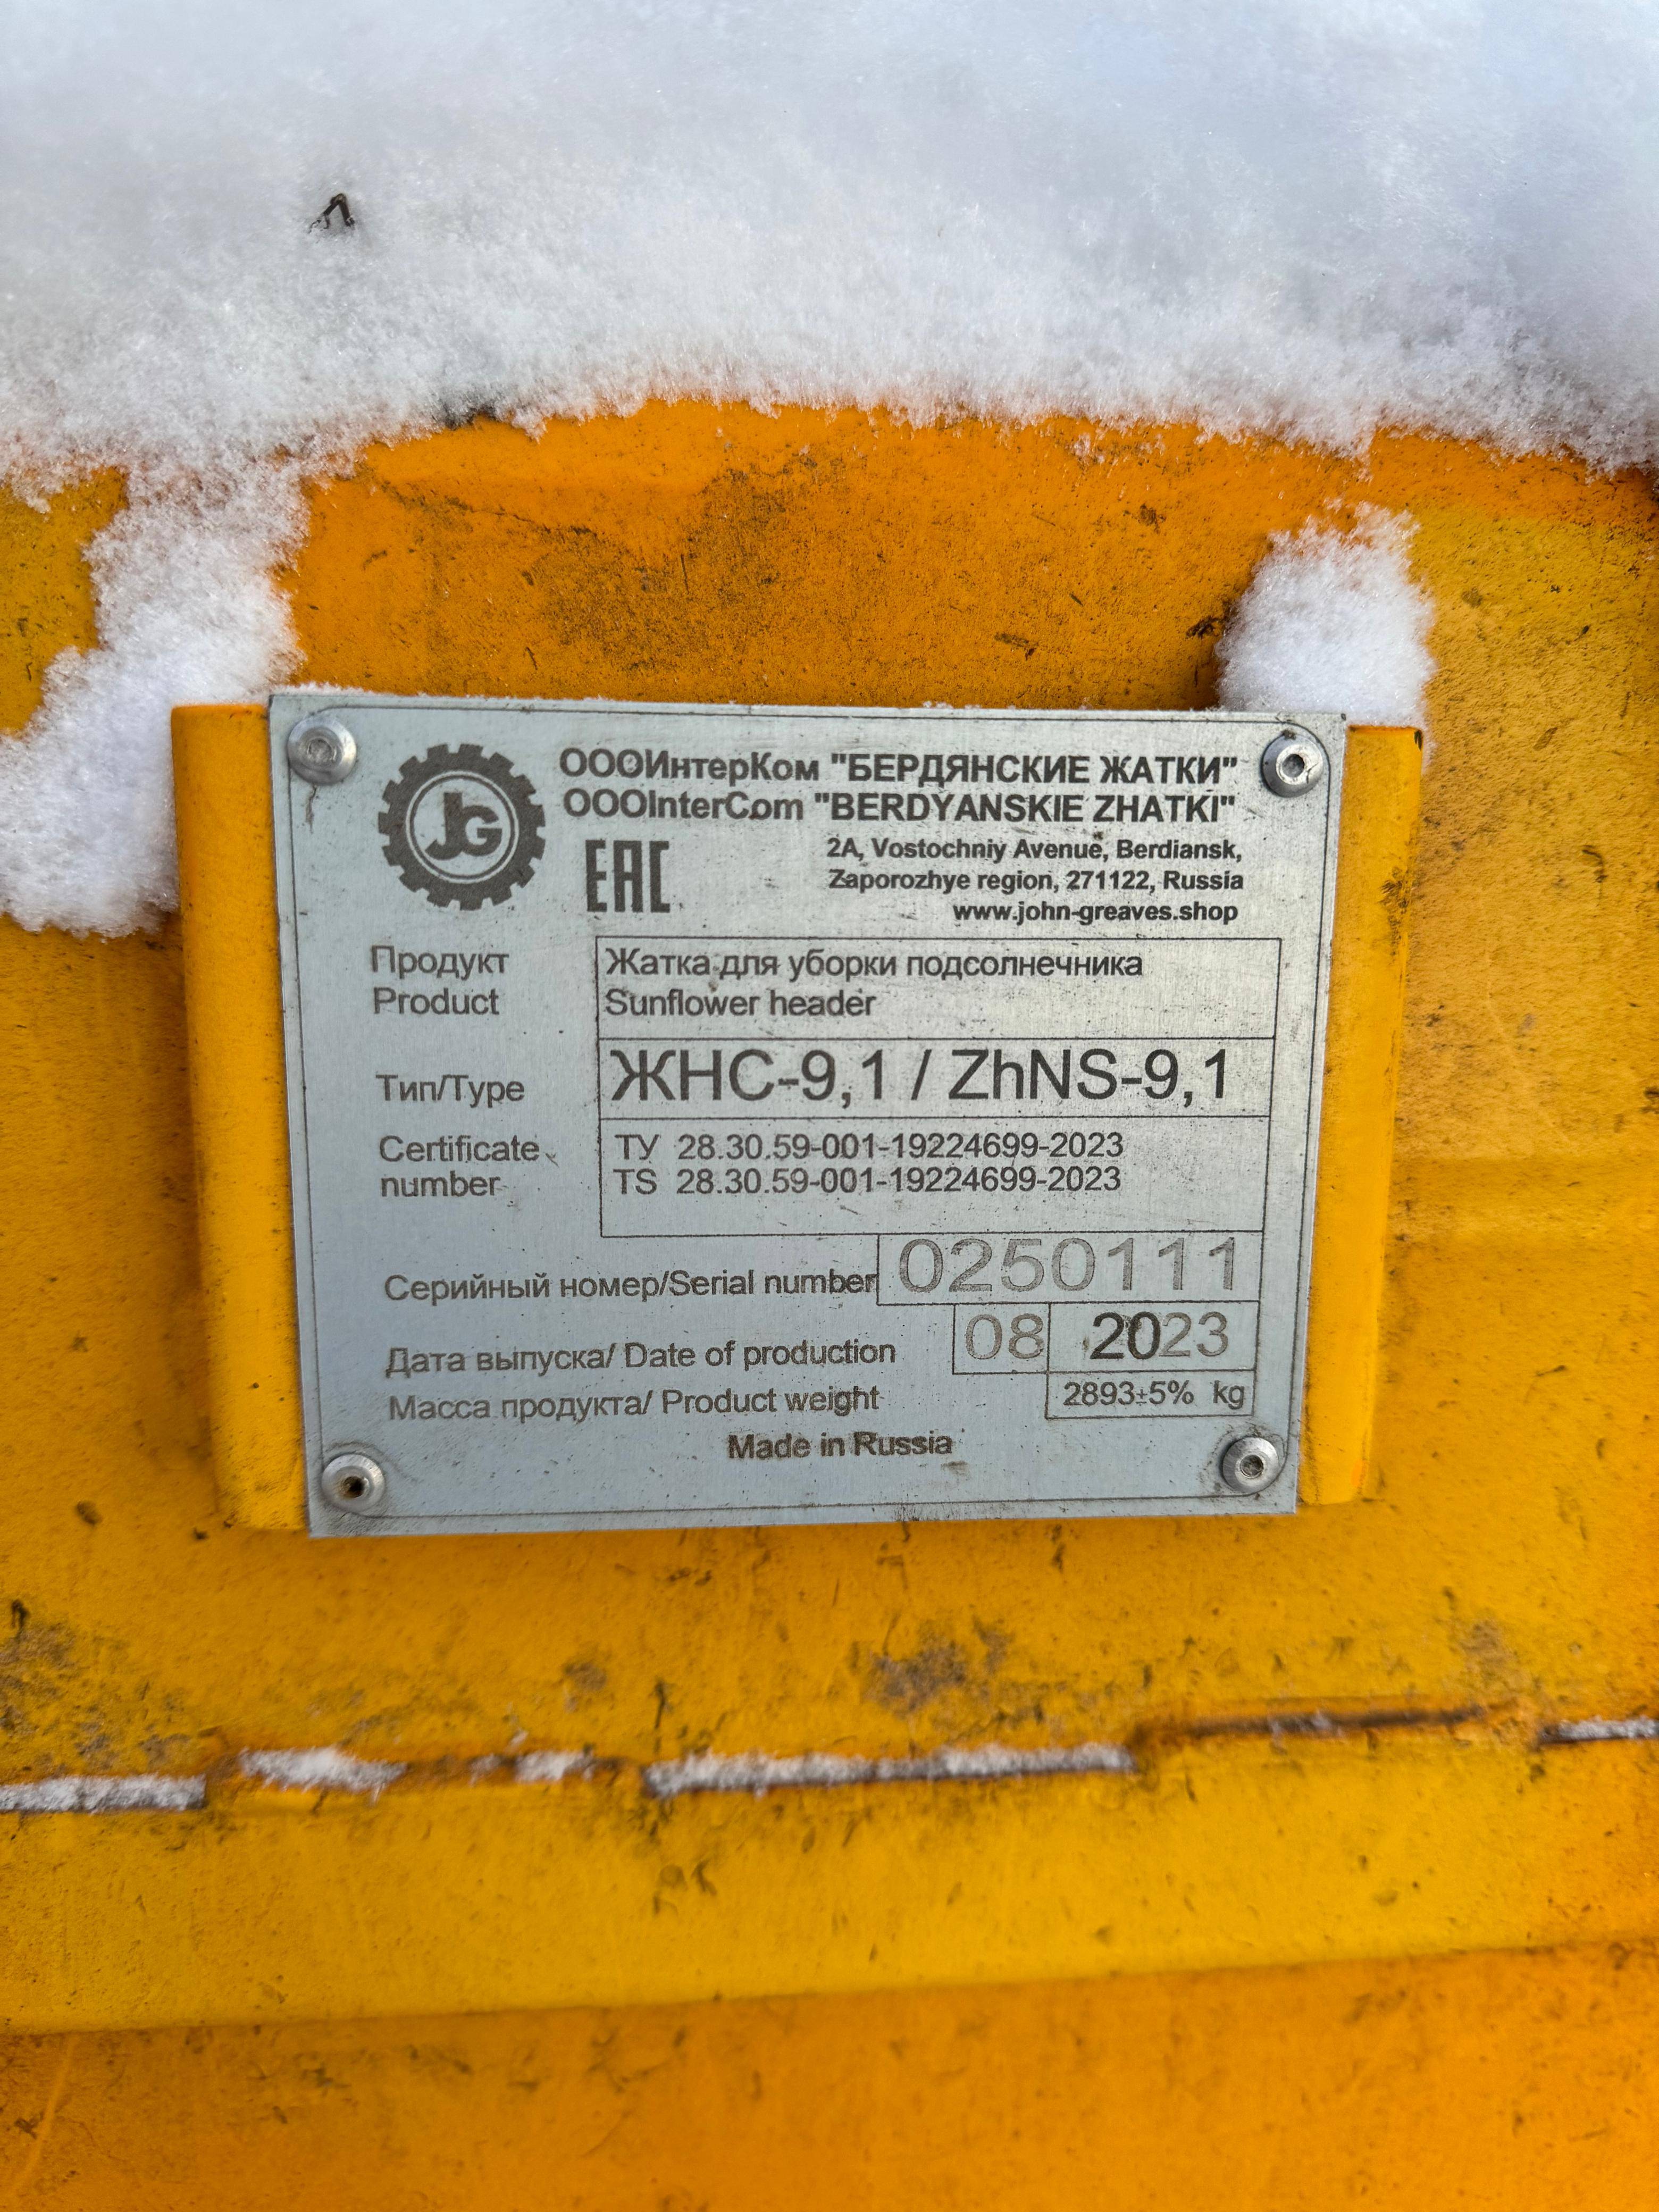 JG
ОООИнтерКом "БЕРДЯНСКИЕ ЖАТКИ"
OOOInterCom "BERDYANSKIE ZHATKI"
EAC
2A, Vostochniy Avenue, Berdiansk,
Zaporozhye region, 271122, Russia
www.john-greaves.shop
Продукт
Product
Жатка для уборки подсолнечника
Sunflower header
Тип/Type
ЖНС-9,1 / ZhNS-9,1
Certificate
number
ТУ 28.30.59-001-19224699-2023
TS 28.30.59-001-19224699-2023
Серийный номер/Serial number 0250111
Дата выпуска/ Date of production 08 2023
Масса продукта/ Product weight 2893±5% kg
Made in Russia